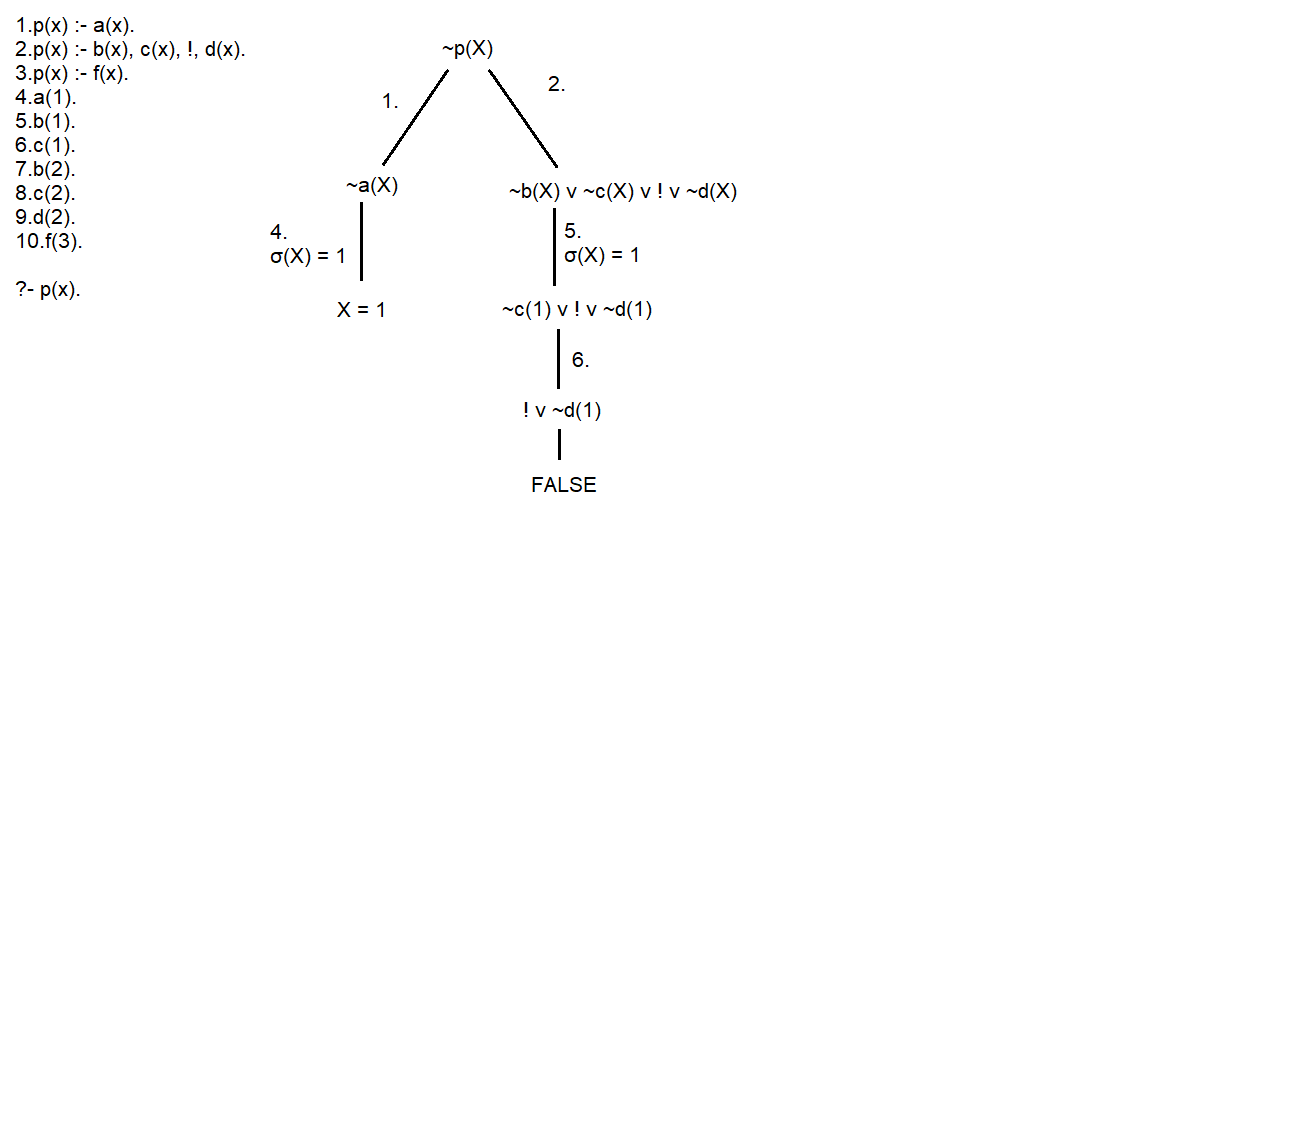 1.p(x) :- a(x).
2.p(x) :- b(x), c(x), !, d(x).
3.p(x) :- f(x).
4.a(1).
5.b(1).
6.c(1).
7.b(2).
8.c(2).
9.d(2).
10.f(3).
?- p(x).
~p(X)
1.
2.
~a(X)
~b(X) v ~c(X) v ! v ~d(X)
4.
σ(X) = 1
5.
σ(X) = 1
X = 1
~c(1) v ! v ~d(1)
6.
! v ~d(1)
FALSE